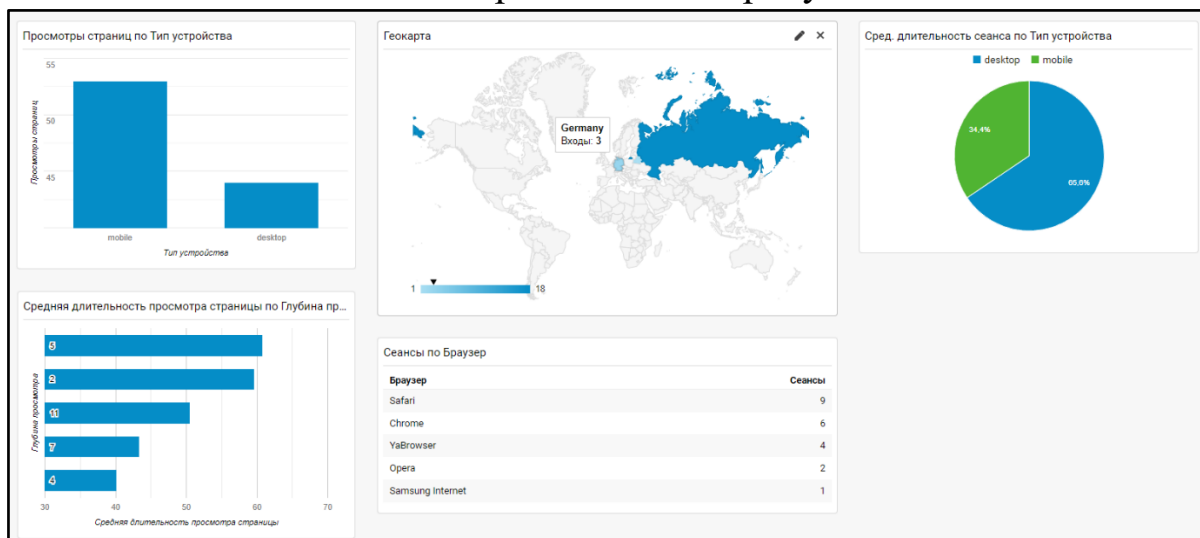 Просмотры страниц по Тип устройства
55
50
45
Просмотры страниц
mobile
desktop
Тип устройства
Геокарта
Germany
Входы: 3
1
18
Сред. длительность сеанса по Тип устройства
desktop
mobile
34,4%
65,6%
Средняя длительность просмотра страницы по Глубина пр...
Глубина просмотра
5
2
11
7
4
30 40 50 60 70
Средняя длительность просмотра страницы
Сеансы по Браузер
Браузер Сеансы
Safari 9
Chrome 6
YaBrowser 4
Opera 2
Samsung Internet 1